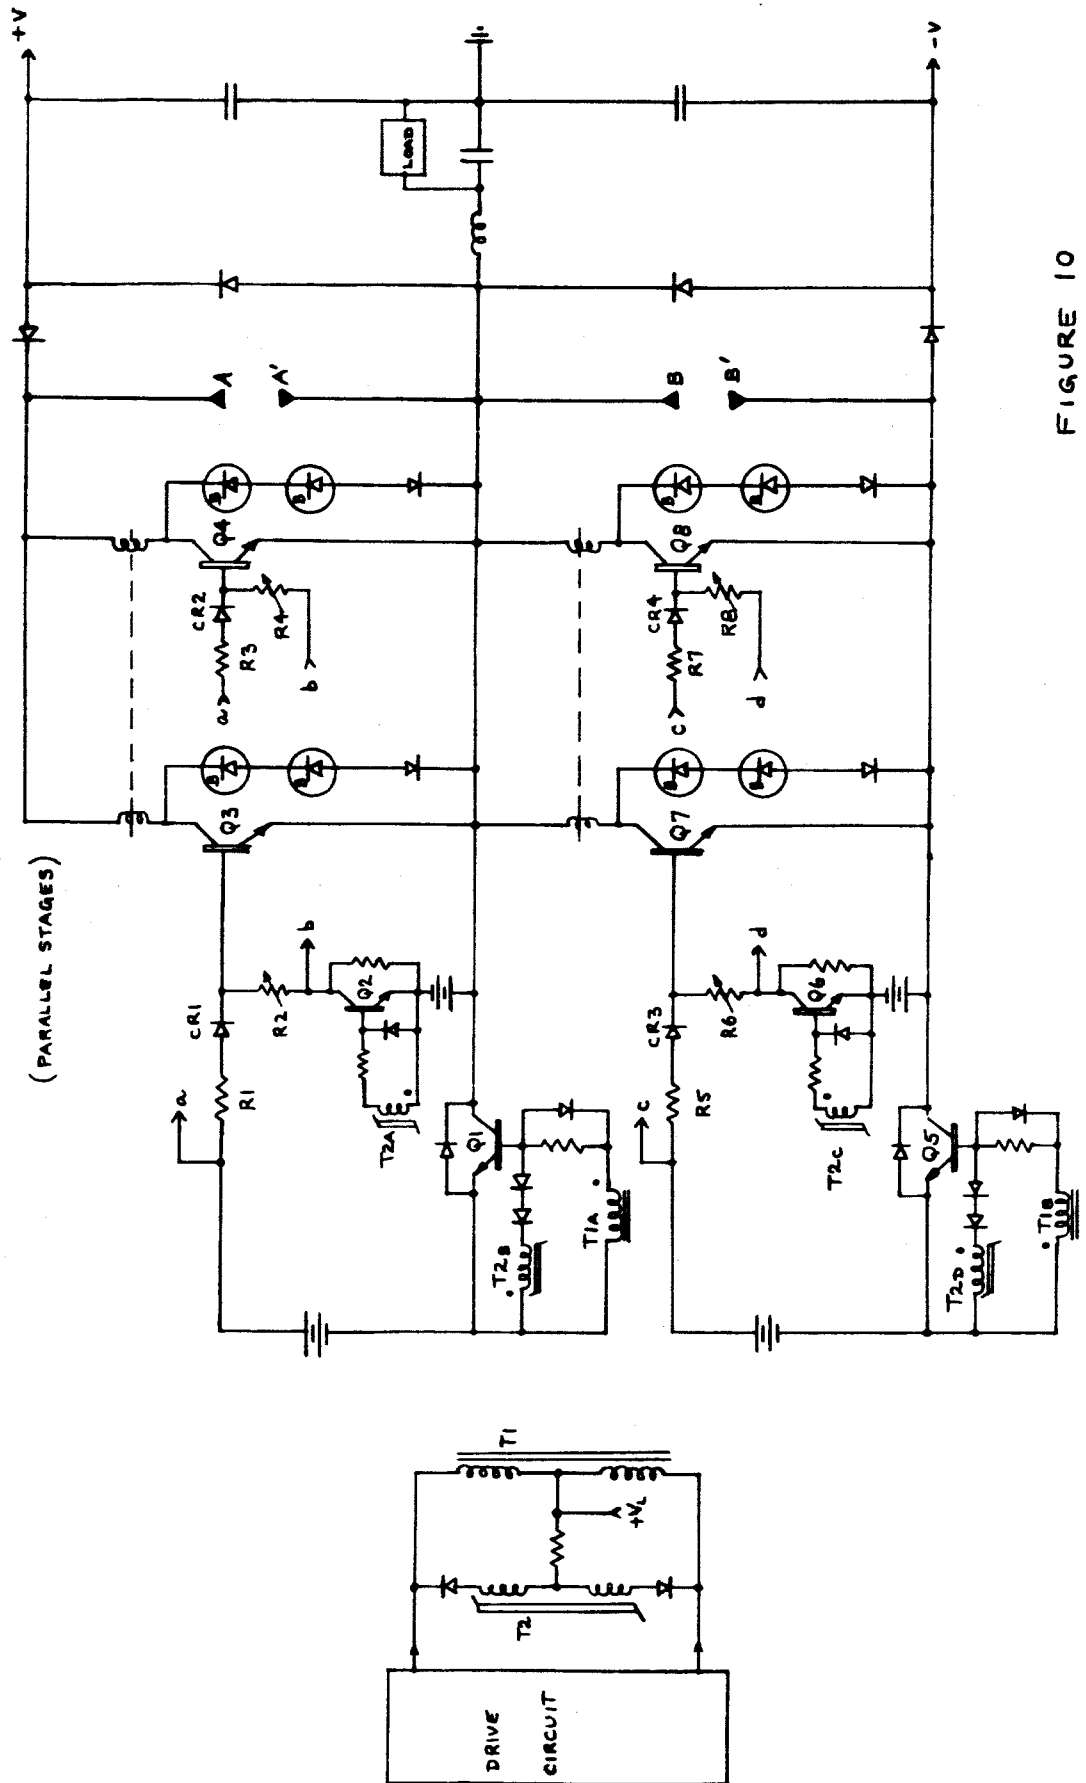 (PARALLEL STAGES)
+V
-V
LOAD
A
A'
B
B'
Q4
B
B
CR2
R3
R4
a
b
Q8
B
B
CR4
R7
R8
c
d
Q3
B
B
Q7
B
B
a
R1
CR1
R2
b
Q2
T2A
Q1
T2B
T1A
c
R5
CR3
R6
d
Q6
T2C
Q5
T2D
T1B
T1
T2
+VL
DRIVE
CIRCUIT
FIGURE 10